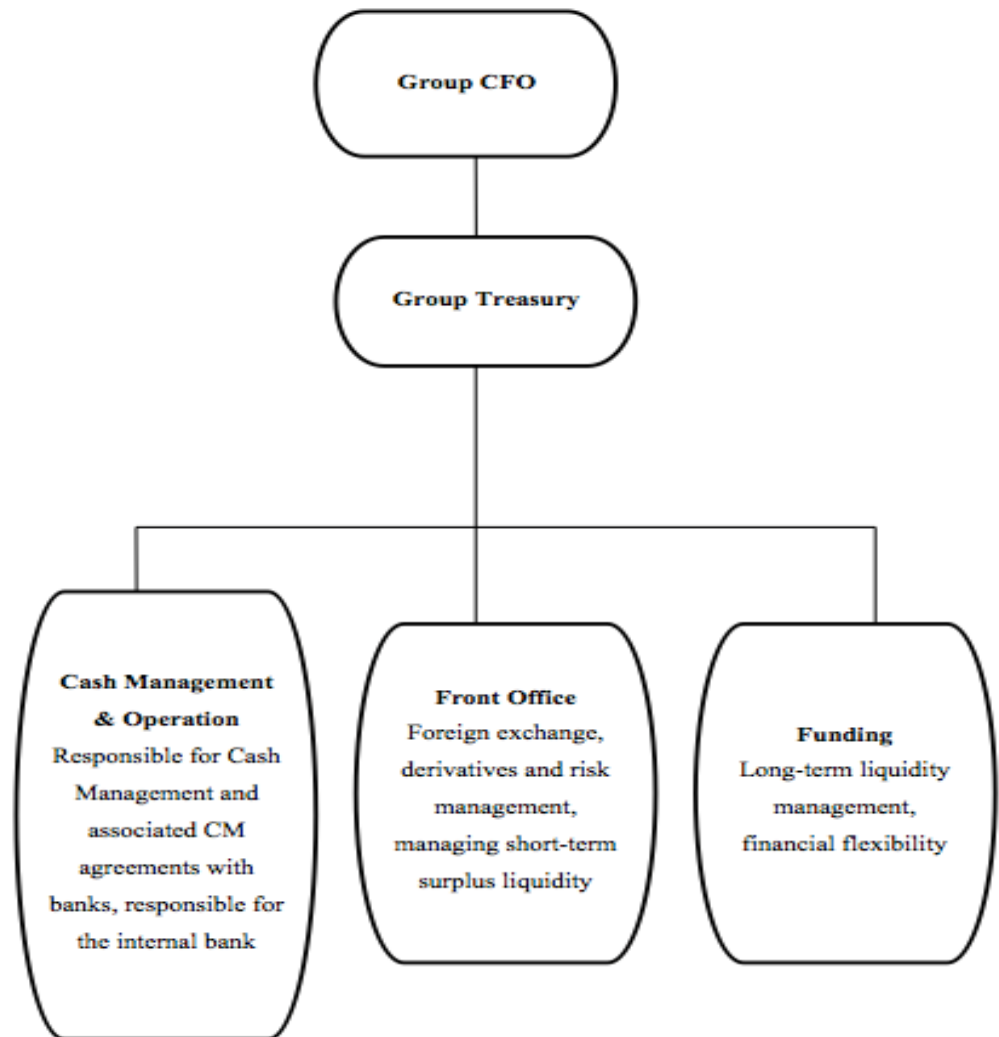 Group CFO
Group Treasury
Cash Management
& Operation
Responsible for Cash
Management and
associated CM
agreements with
banks, responsible for
the internal bank
Front Office
Foreign exchange,
derivatives and risk
management,
managing short-term
surplus liquidity
Funding
Long-term liquidity
management,
financial flexibility